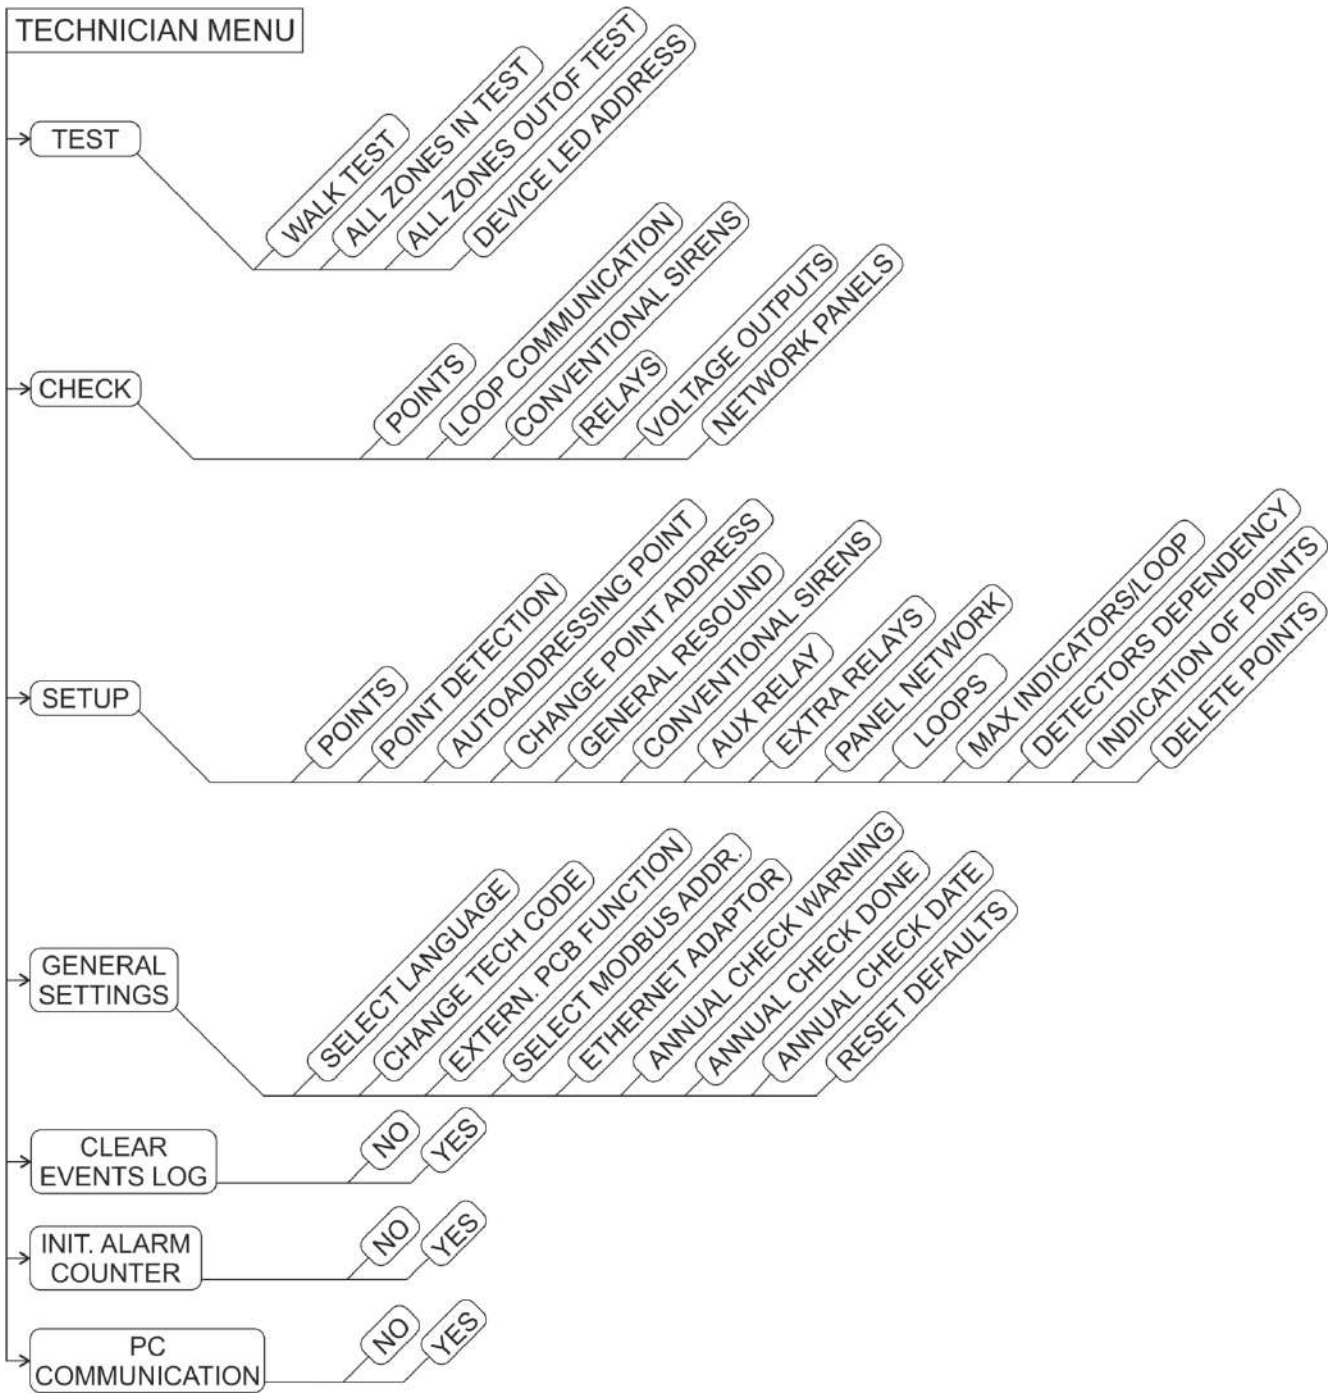 TECHNICIAN MENU
TEST
WALK TEST
ALL ZONES IN TEST
ALL ZONES OUTOF TEST
DEVICE LED ADDRESS
CHECK
POINTS
LOOP COMMUNICATION
CONVENTIONAL SIRENS
RELAYS
VOLTAGE OUTPUTS
NETWORK PANELS
SETUP
POINTS
POINT DETECTION
AUTOADDRESSING POINT
CHANGE POINT ADDRESS
GENERAL RESOUND
CONVENTIONAL SIRENS
AUX RELAY
EXTRA RELAYS
PANEL NETWORK
LOOPS
MAX INDICATORS/LOOP
DETECTORS DEPENDENCY
INDICATION OF POINTS
DELETE POINTS
GENERAL
SETTINGS
SELECT LANGUAGE
CHANGE TECH CODE
EXTERN. PCB FUNCTION
SELECT MODBUS ADDR.
ETHERNET ADAPTOR
ANNUAL CHECK WARNING
ANNUAL CHECK DONE
ANNUAL CHECK DATE
RESET DEFAULTS
CLEAR
EVENTS LOG
NO
YES
INIT. ALARM
COUNTER
NO
YES
PC
COMMUNICATION
NO
YES